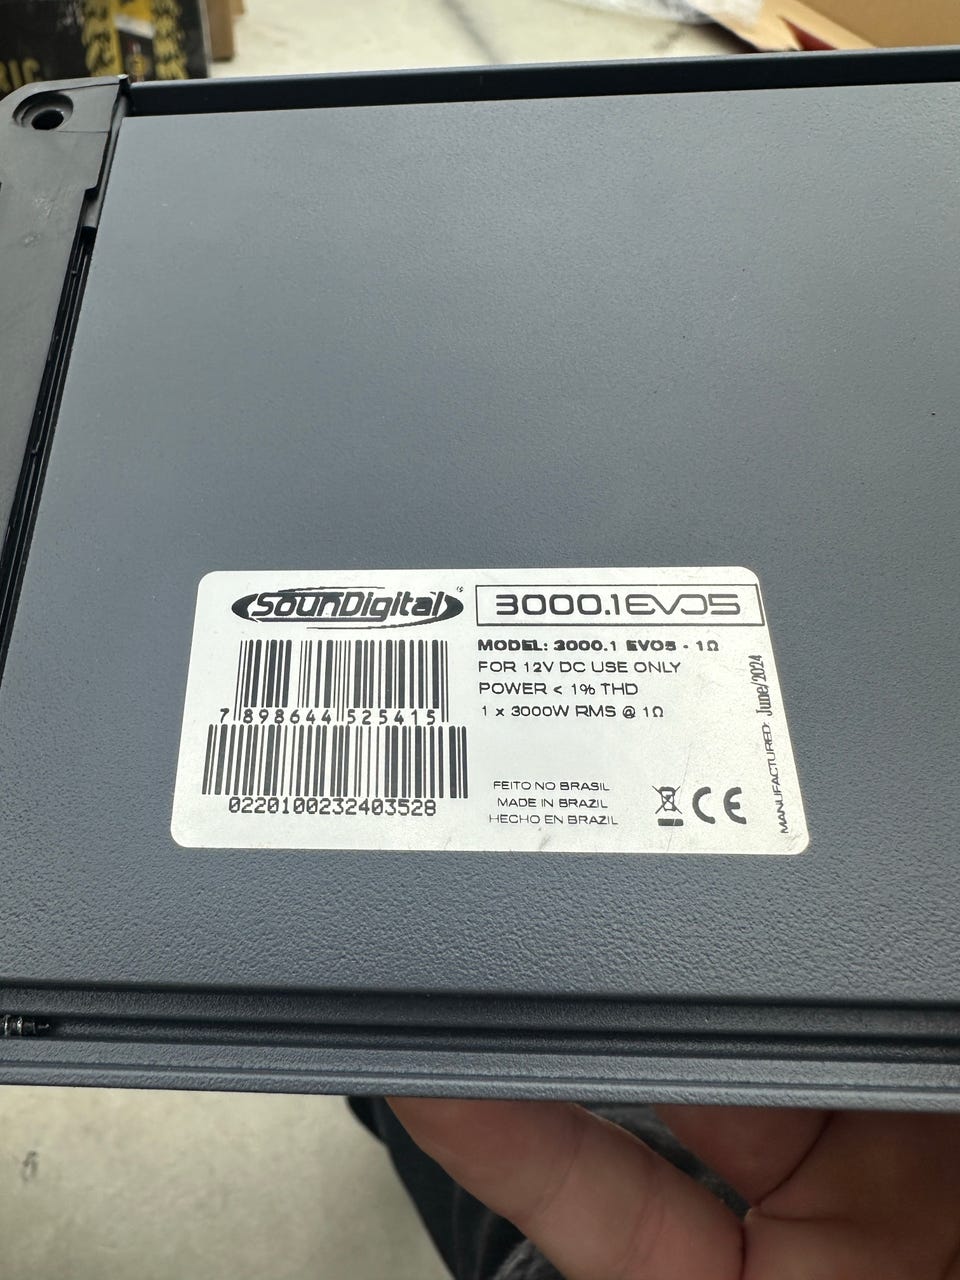 SounDigital
3000.1EVO5
MODEL: 3000.1 EVO5 - 1Ω
FOR 12V DC USE ONLY
POWER < 1% THD
1 x 3000W RMS @ 1Ω
7 898644 525415
0220100232403528
FEITO NO BRASIL
MADE IN BRAZIL
HECHO EN BRAZIL
CE
MANUFACTURED: June/2024